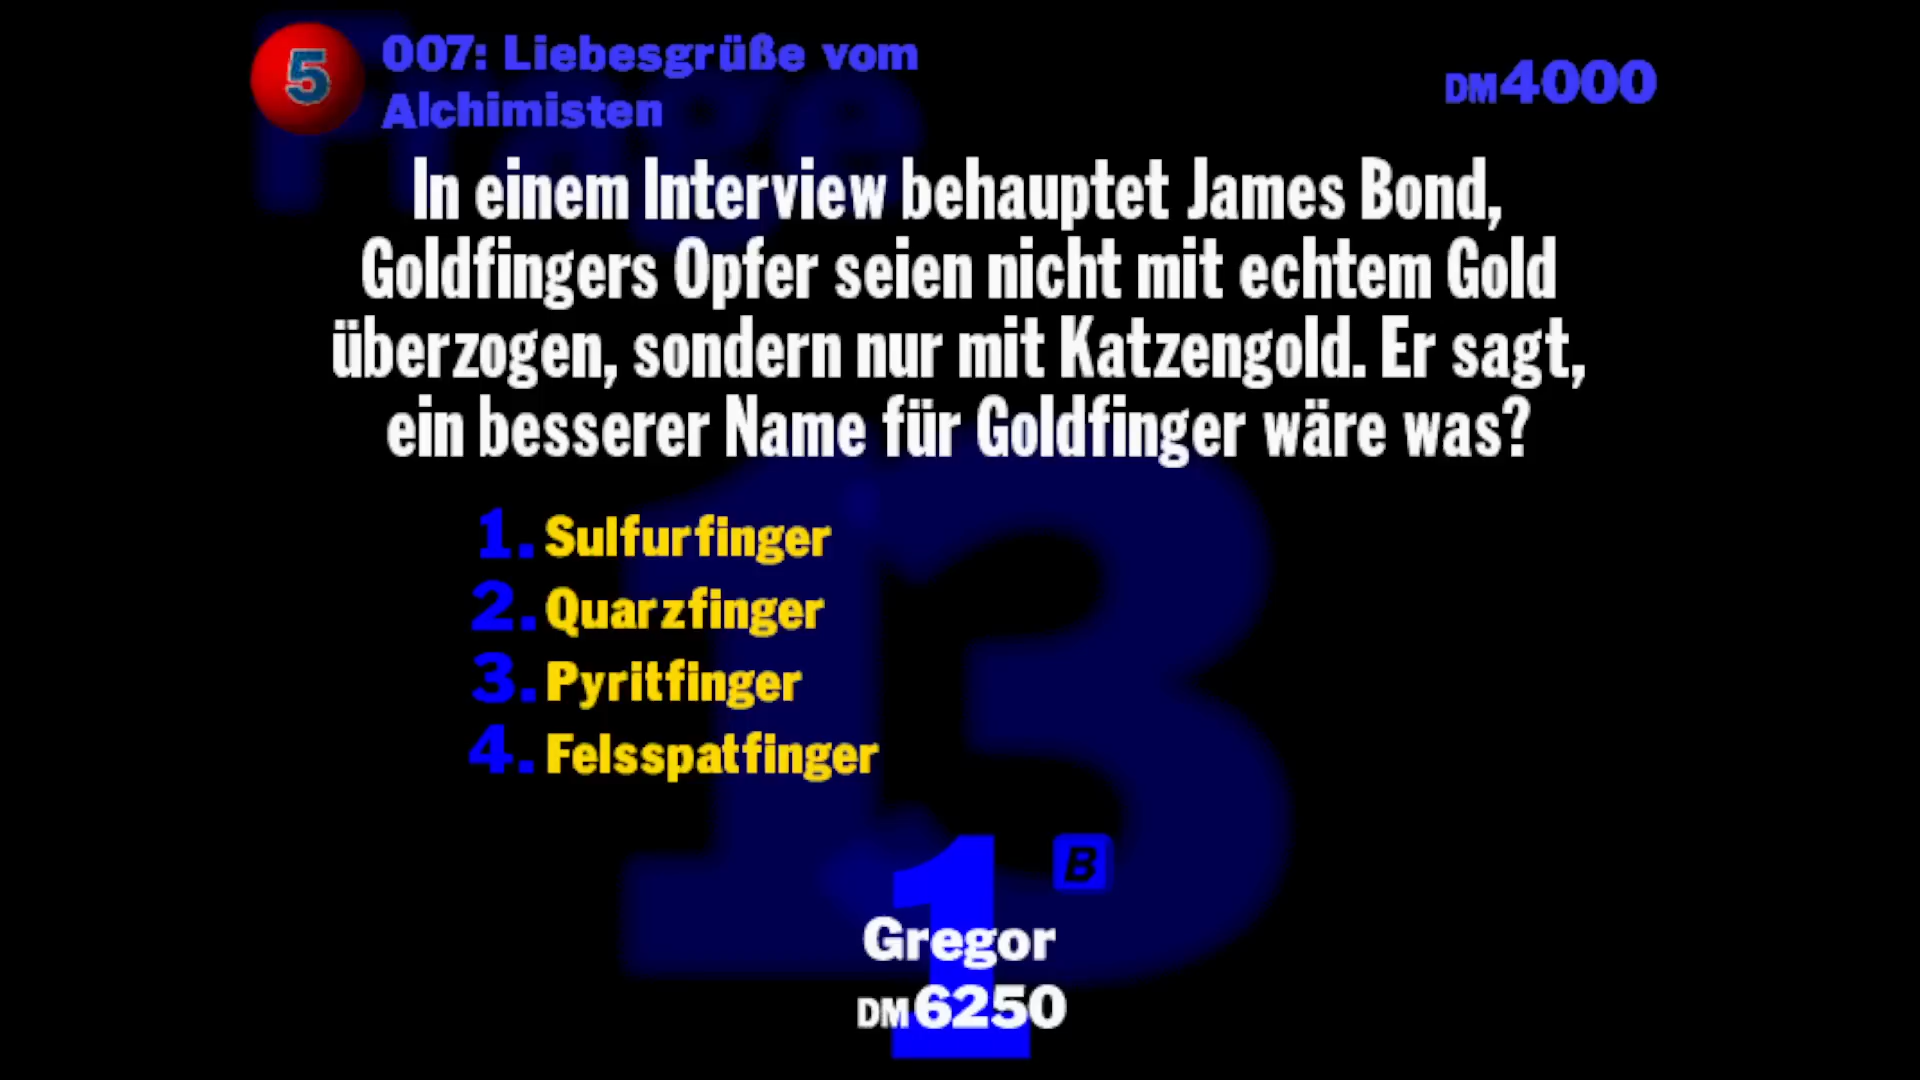 5
007: Liebesgrüße vom
Alchimisten
DM4000
Frage
In einem Interview behauptet James Bond,
Goldfingers Opfer seien nicht mit echtem Gold
überzogen, sondern nur mit Katzengold. Er sagt,
ein besserer Name für Goldfinger wäre was?
13
1. Sulfurfinger
2. Quarzfinger
3. Pyritfinger
4. Felsspatfinger
1
B
Gregor
DM6250